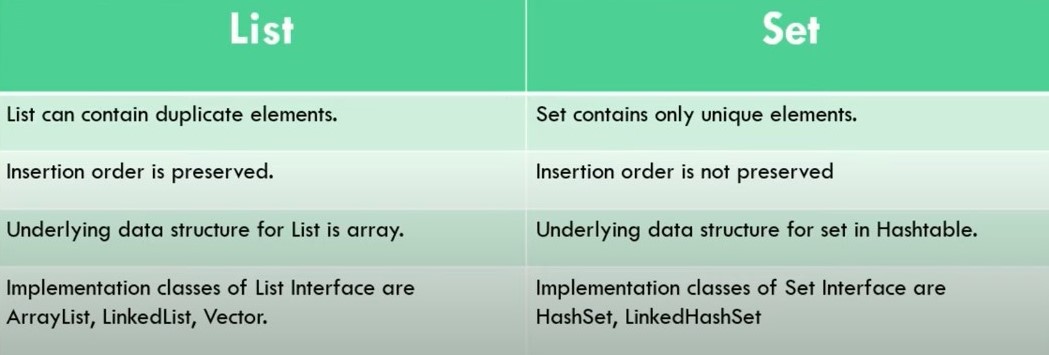 List
Set
List can contain duplicate elements.
Set contains only unique elements.
Insertion order is preserved.
Insertion order is not preserved
Underlying data structure for List is array.
Underlying data structure for set in Hashtable.
Implementation classes of List Interface are
ArrayList, LinkedList, Vector.
Implementation classes of Set Interface are
HashSet, LinkedHashSet